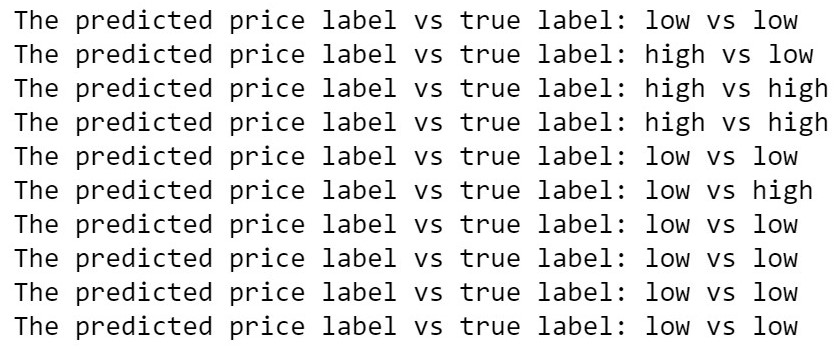 The predicted price label vs true label: low vs low
The predicted price label vs true label: high vs low
The predicted price label vs true label: high vs high
The predicted price label vs true label: high vs high
The predicted price label vs true label: low vs low
The predicted price label vs true label: low vs high
The predicted price label vs true label: low vs low
The predicted price label vs true label: low vs low
The predicted price label vs true label: low vs low
The predicted price label vs true label: low vs low